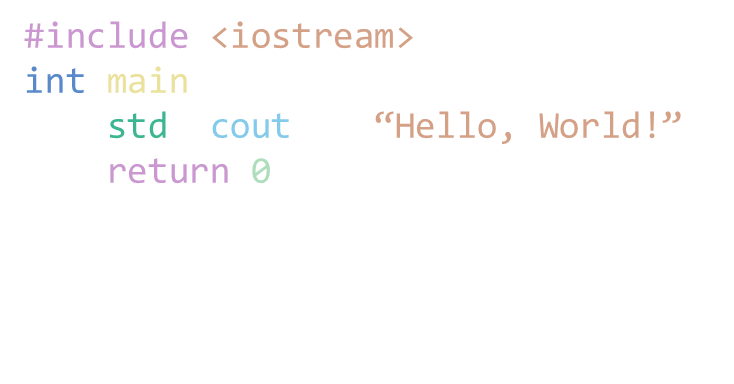 #include <iostream>
int main
std cout “Hello, World!”
return 0